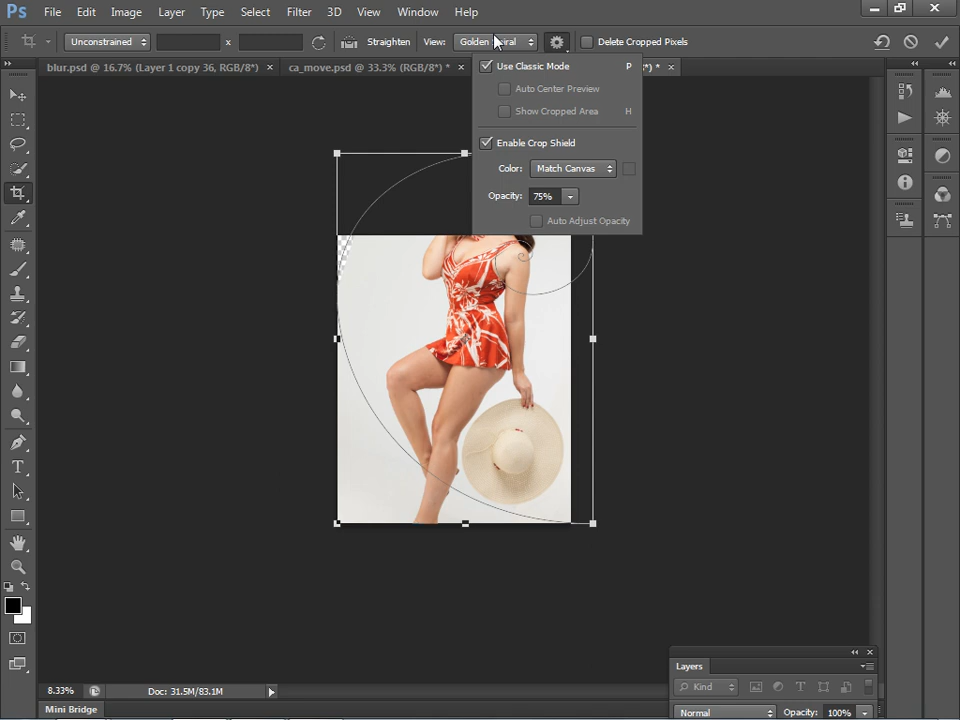 Ps File Edit Image Layer Type Select Filter 3D View Window Help
Unconstrained x Straighten View: Golden Delete Cropped Pixels
blur.psd @ 16.7% (Layer 1 copy 36, RGB/8*) × ca_move.psd @ 33.3% (RGB/8*) * × *) * ×
Use Classic Mode P
Auto Center Preview
Show Cropped Area H
Enable Crop Shield
Color: Match Canvas
Opacity: 75%
Auto Adjust Opacity
8.33% Doc: 31.5M/83.1M
Mini Bridge
Layers
Kind
Normal Opacity: 100%